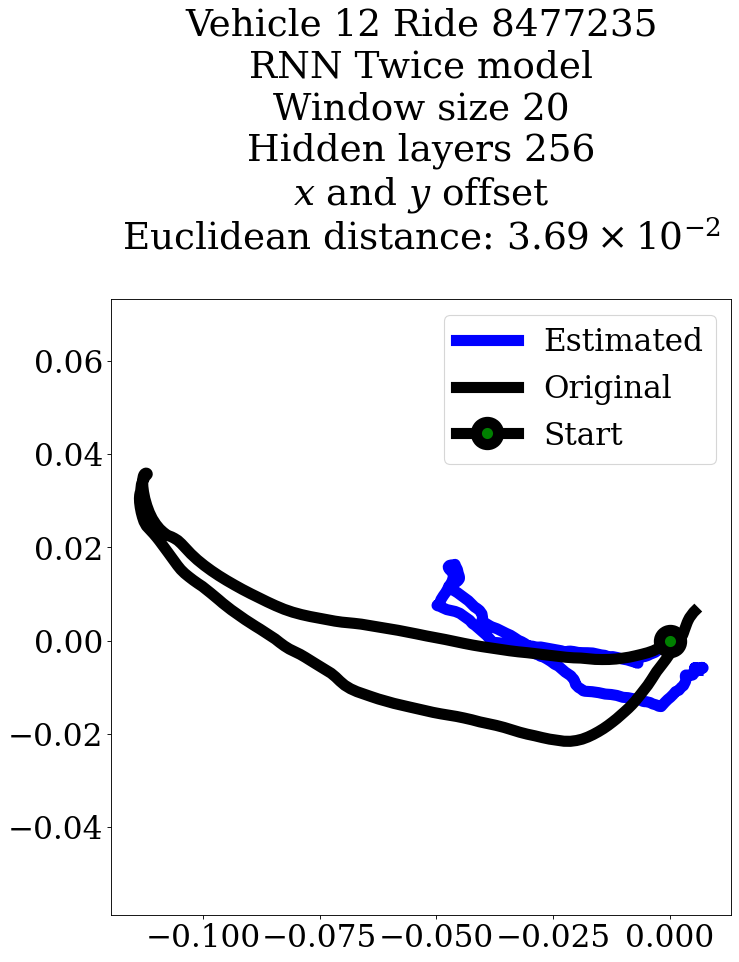 Vehicle 12 Ride 8477235
RNN Twice model
Window size 20
Hidden layers 256
x and y offset
Euclidean distance: 3.69 × 10⁻²
Estimated
Original
Start
0.06
0.04
0.02
0.00
−0.02
−0.04
−0.100 −0.075 −0.050 −0.025 0.000